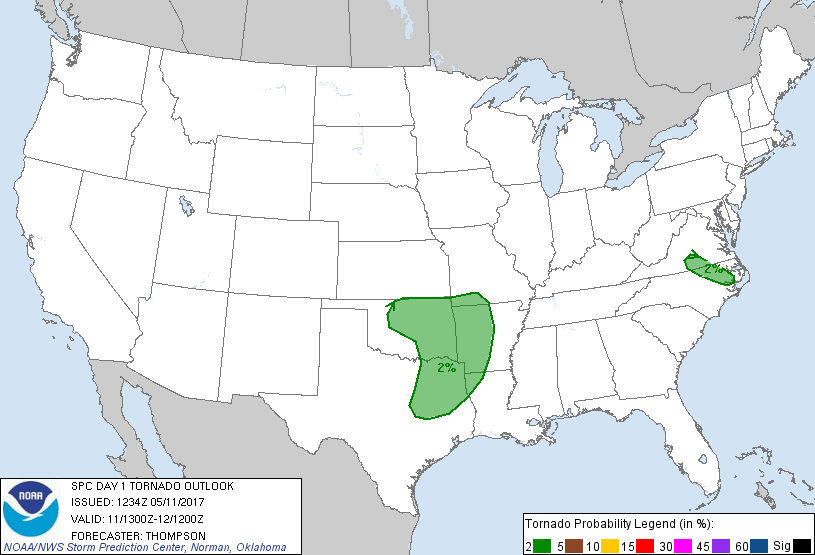 2%
2%
NOAA
SPC DAY 1 TORNADO OUTLOOK
ISSUED: 1234Z 05/11/2017
VALID: 11/1300Z-12/1200Z
FORECASTER: THOMPSON
NOAA/NWS Storm Prediction Center, Norman, Oklahoma
Tornado Probability Legend (in %):
2 5 10 15 30 45 60 Sig